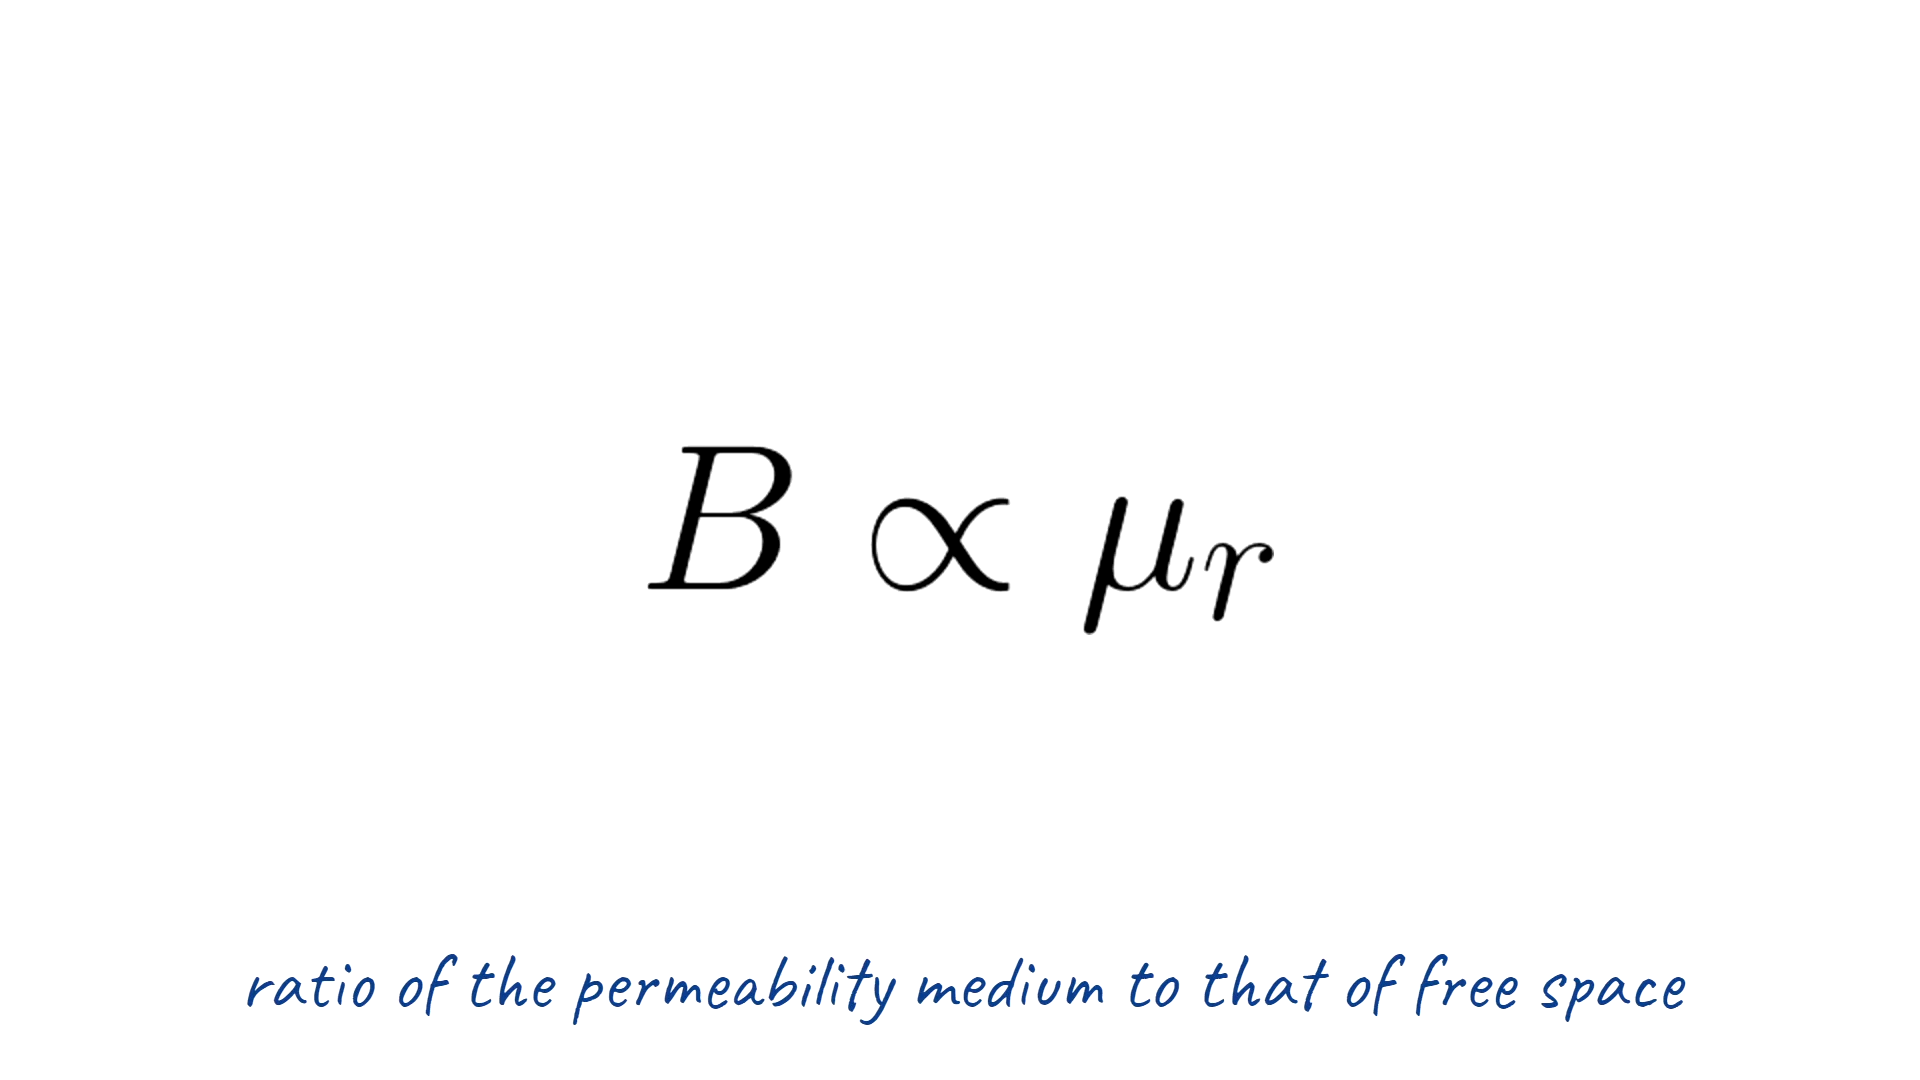 B ∝ μr
ratio of the permeability medium to that of free space